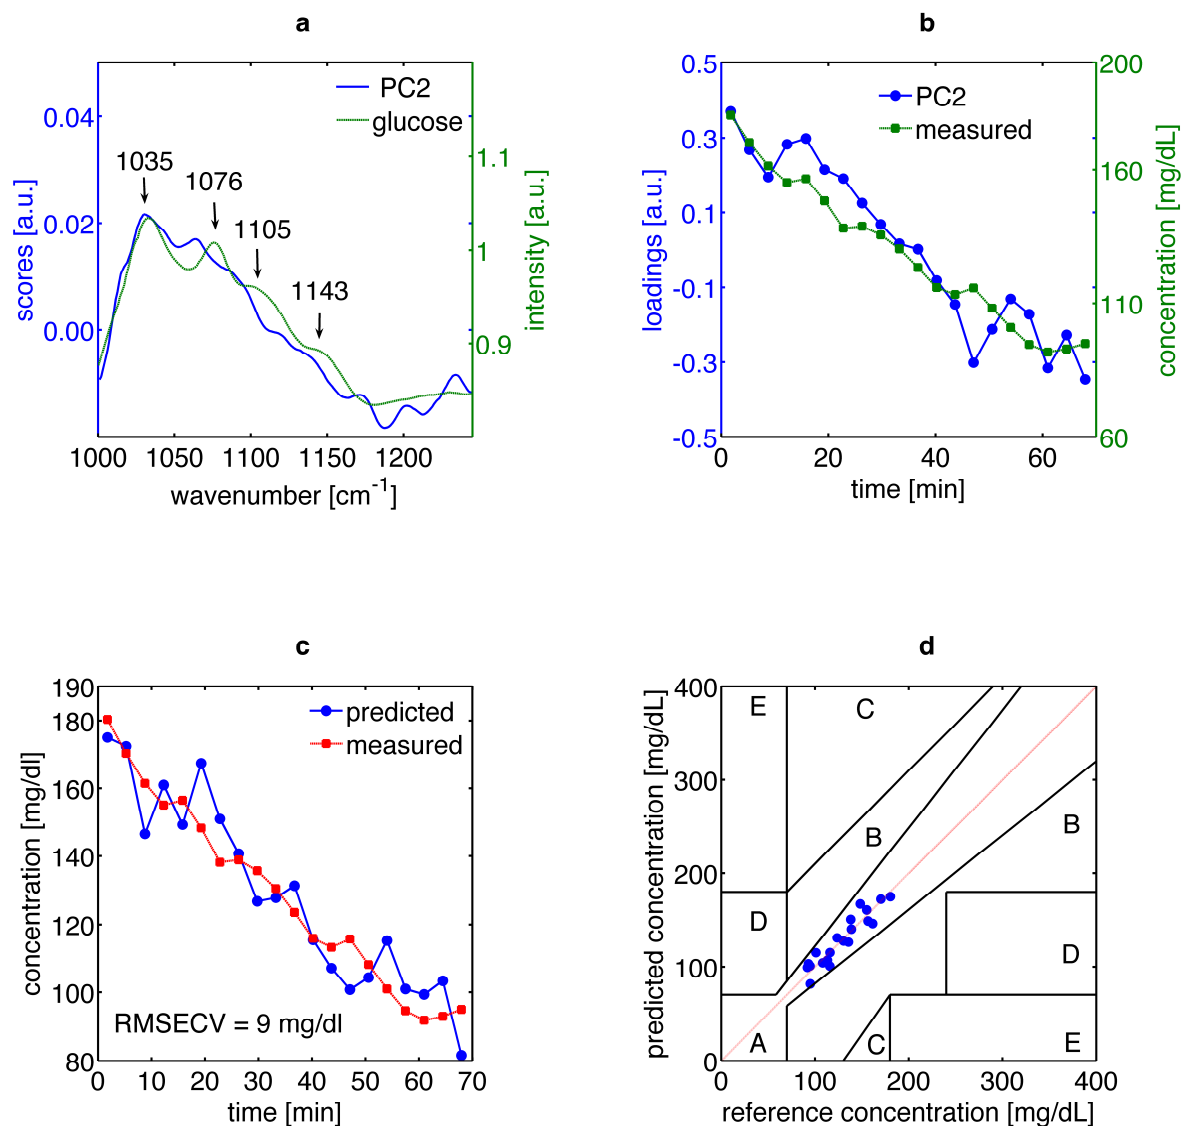 a
PC2
glucose
1035
1076
1105
1143
0.04
0.02
0.00
scores [a.u.]
1.1
1
0.9
intensity [a.u.]
1000 1050 1100 1150 1200
wavenumber [cm-1]
b
PC2
measured
0.5
0.3
0.1
-0.1
-0.3
-0.5
loadings [a.u.]
200
160
110
60
concentration [mg/dL]
0 20 40 60
time [min]
c
predicted
measured
190
180
160
140
120
100
80
concentration [mg/dl]
RMSECV = 9 mg/dl
0 10 20 30 40 50 60 70
time [min]
d
400
300
200
100
0
predicted concentration [mg/dL]
E
C
B
B
D
D
A
C
E
0 100 200 300 400
reference concentration [mg/dL]